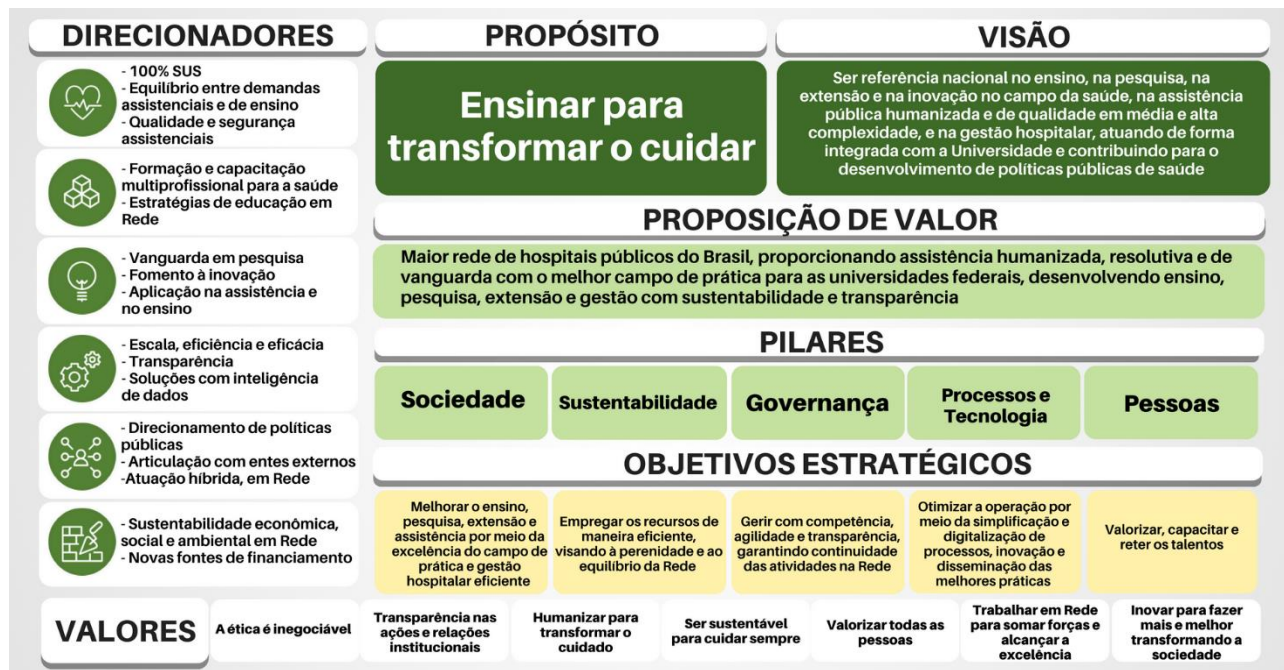 DIRECIONADORES
- 100% SUS
- Equilíbrio entre demandas
assistenciais e de ensino
- Qualidade e segurança
assistenciais
- Formação e capacitação
multiprofissional para a saúde
- Estratégias de educação em
Rede
- Vanguarda em pesquisa
- Fomento à inovação
- Aplicação na assistência e
no ensino
- Escala, eficiência e eficácia
- Transparência
- Soluções com inteligência
de dados
- Direcionamento de políticas
públicas
- Articulação com entes externos
-Atuação híbrida, em Rede
- Sustentabilidade econômica,
social e ambiental em Rede
- Novas fontes de financiamento
PROPÓSITO
Ensinar para
transformar o cuidar
VISÃO
Ser referência nacional no ensino, na pesquisa, na
extensão e na inovação no campo da saúde, na assistência
pública humanizada e de qualidade em média e alta
complexidade, e na gestão hospitalar, atuando de forma
integrada com a Universidade e contribuindo para o
desenvolvimento de políticas públicas de saúde
PROPOSIÇÃO DE VALOR
Maior rede de hospitais públicos do Brasil, proporcionando assistência humanizada, resolutiva e de
vanguarda com o melhor campo de prática para as universidades federais, desenvolvendo ensino,
pesquisa, extensão e gestão com sustentabilidade e transparência
PILARES
Sociedade
Sustentabilidade
Governança
Processos e
Tecnologia
Pessoas
OBJETIVOS ESTRATÉGICOS
Melhorar o ensino,
pesquisa, extensão e
assistência por meio da
excelência do campo de
prática e gestão
hospitalar eficiente
Empregar os recursos de
maneira eficiente,
visando à perenidade e ao
equilíbrio da Rede
Gerir com competência,
agilidade e transparência,
garantindo continuidade
das atividades na Rede
Otimizar a operação por
meio da simplificação e
digitalização de
processos, inovação e
disseminação das
melhores práticas
Valorizar, capacitar e
reter os talentos
VALORES
A ética é inegociável
Transparência nas
ações e relações
institucionais
Humanizar para
transformar o
cuidado
Ser sustentável
para cuidar sempre
Valorizar todas as
pessoas
Trabalhar em Rede
para somar forças e
alcançar a
excelência
Inovar para fazer
mais e melhor
transformando a
sociedade